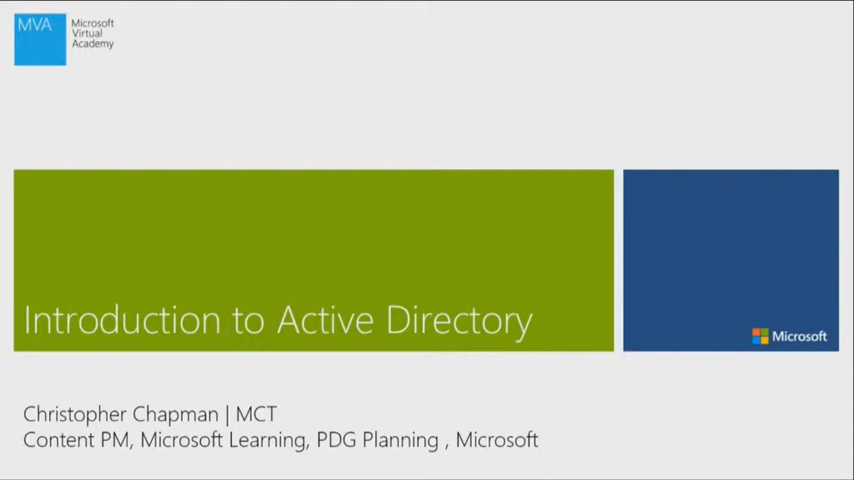 MVA
Microsoft
Virtual
Academy
Introduction to Active Directory
Microsoft
Christopher Chapman | MCT
Content PM, Microsoft Learning, PDG Planning , Microsoft